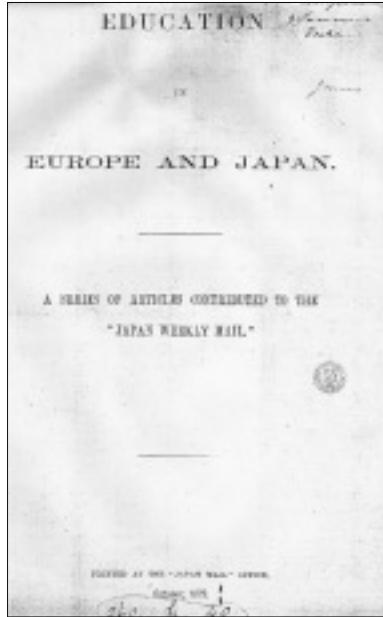 EDUCATION
IN
EUROPE AND JAPAN.
A SERIES OF ARTICLES CONTRIBUTED TO THE
"JAPAN WEEKLY MAIL."
PRINTED AT THE "JAPAN MAIL" OFFICE,